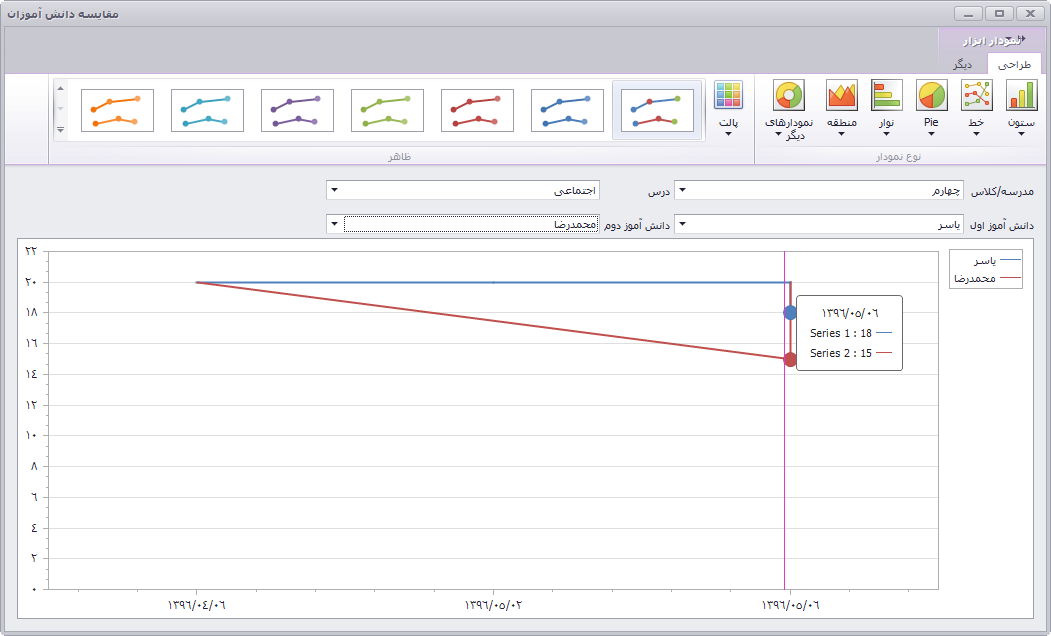 مقایسه دانش آموزان
نمودار ابزار
طراحی
دیگر
ستون
خط
Pie
نوار
منطقه
نمودارهای
دیگر
پالت
نوع نمودار
ظاهر
مدرسه/کلاس
چهارم
درس
اجتماعی
دانش آموز اول
یاسر
دانش آموز دوم
محمدرضا
یاسر
محمدرضا
۲۲
۲۰
۱۸
۱۶
۱۴
۱۲
۱۰
۸
۶
۴
۲
۰
۱۳۹۶/۰۵/۰۶
Series 1 : 18
Series 2 : 15
۱۳۹۶/۰۴/۰۶
۱۳۹۶/۰۵/۰۲
۱۳۹۶/۰۵/۰۶